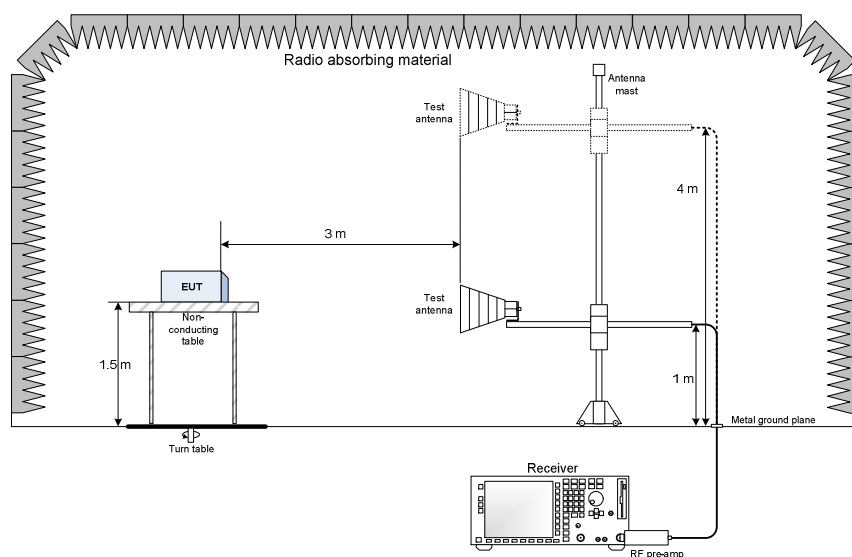 Radio absorbing material
Antenna
mast
Test
antenna
4 m
3 m
EUT
Test
antenna
Non-
conducting
table
1.5 m
1 m
Metal ground plane
Turn table
Receiver
RF pre-amp